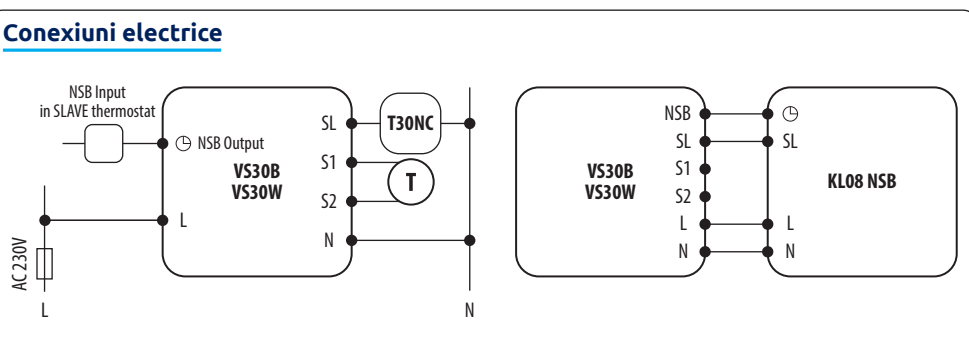 Conexiuni electrice
NSB Input
in SLAVE thermostat
NSB Output
L
AC 230V
L
VS30B
VS30W
SL
S1
S2
N
T30NC
T
N
VS30B
VS30W
NSB
SL
S1
S2
L
N
SL
L
N
KL08 NSB